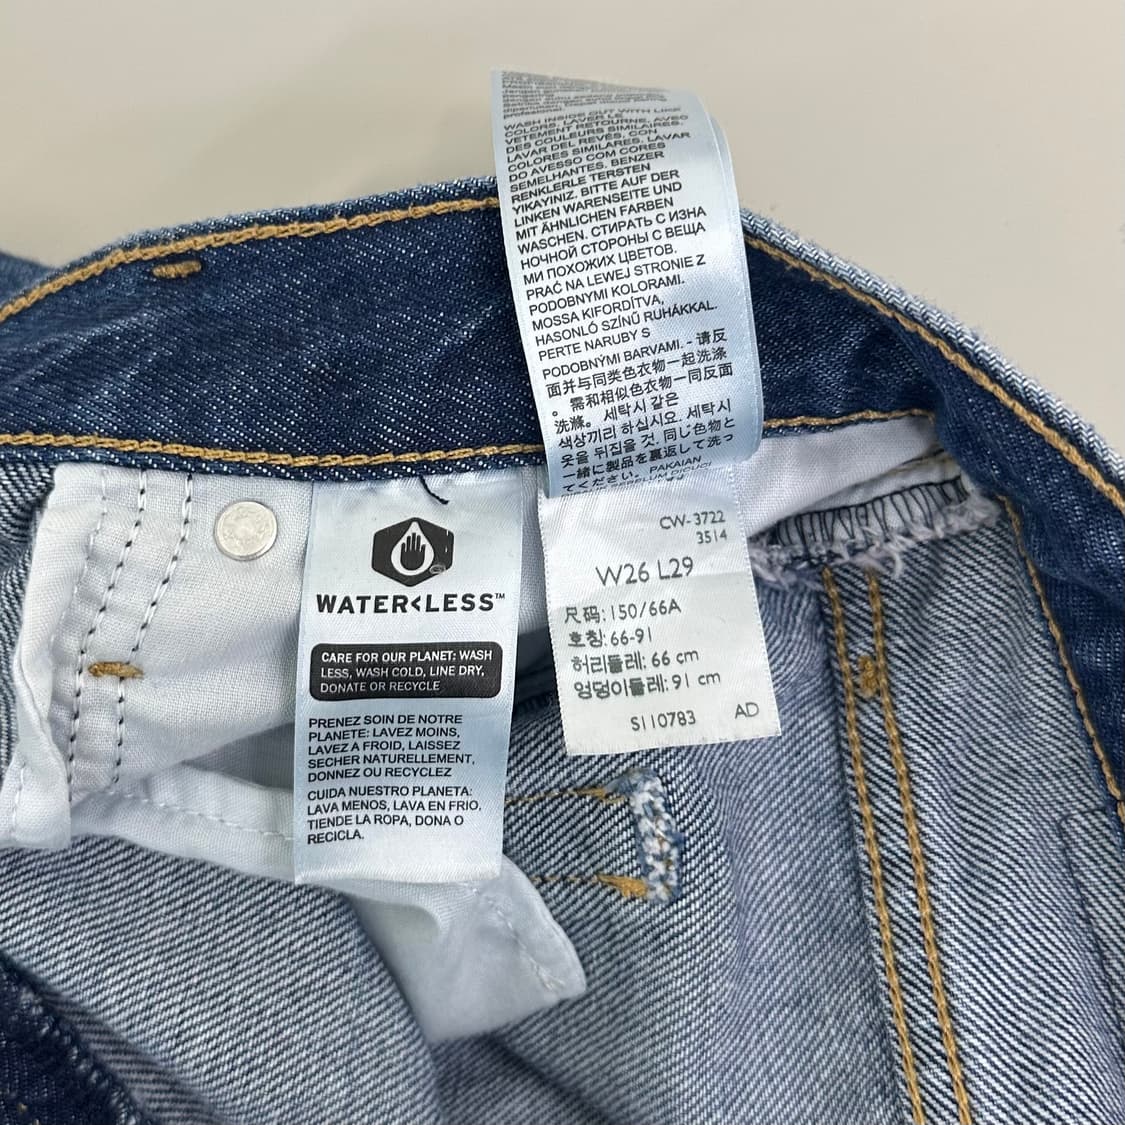 WASH INSIDE OUT WITH LIKE
COLORS. LAVER LE
VETEMENT RETOURNE, AVEC
DES COULEURS SIMILAIRES.
LAVAR DEL REVÉS, CON
COLORES SIMILARES. LAVAR
DO AVESSO COM CORES
SEMELHANTES. BENZER
RENKLERLE TERSTEN
YIKAYINIZ. BITTE AUF DER
LINKEN WARENSEITE UND
MIT ÄHNLICHEN FARBEN
WASCHEN. СТИРАТЬ С ИЗНА
НОЧНОЙ СТОРОНЫ С ВЕЩА
МИ ПОХОЖИХ ЦВЕТОВ.
PRAĆ NA LEWEJ STRONIE Z
PODOBNYMI KOLORAMI.
MOSSA KIFORDÍTVA,
HASONLÓ SZÍNŰ RUHÁKKAL.
PERTE NARUBY S
PODOBNÝMI BARVAMI. - 请反
面并与同类色衣物一起洗涤
。需和相似色衣物一同反面
洗滌。세탁시 같은
색상끼리 하십시요. 세탁시
옷을 뒤집을 것. 同じ色物と
一緒に製品を裏返して洗っ
てください。 PAKAIAN
WATER<LESS™
CARE FOR OUR PLANET: WASH
LESS, WASH COLD, LINE DRY,
DONATE OR RECYCLE
PRENEZ SOIN DE NOTRE
PLANETE: LAVEZ MOINS,
LAVEZ A FROID, LAISSEZ
SECHER NATURELLEMENT,
DONNEZ OU RECYCLEZ
CUIDA NUESTRO PLANETA:
LAVA MENOS, LAVA EN FRIO,
TIENDE LA ROPA, DONA O
RECICLA.
CW-3722
3514
W26 L29
尺码: 150/66A
호칭: 66-91
허리둘레: 66 cm
엉덩이둘레: 91 cm
S110783 AD